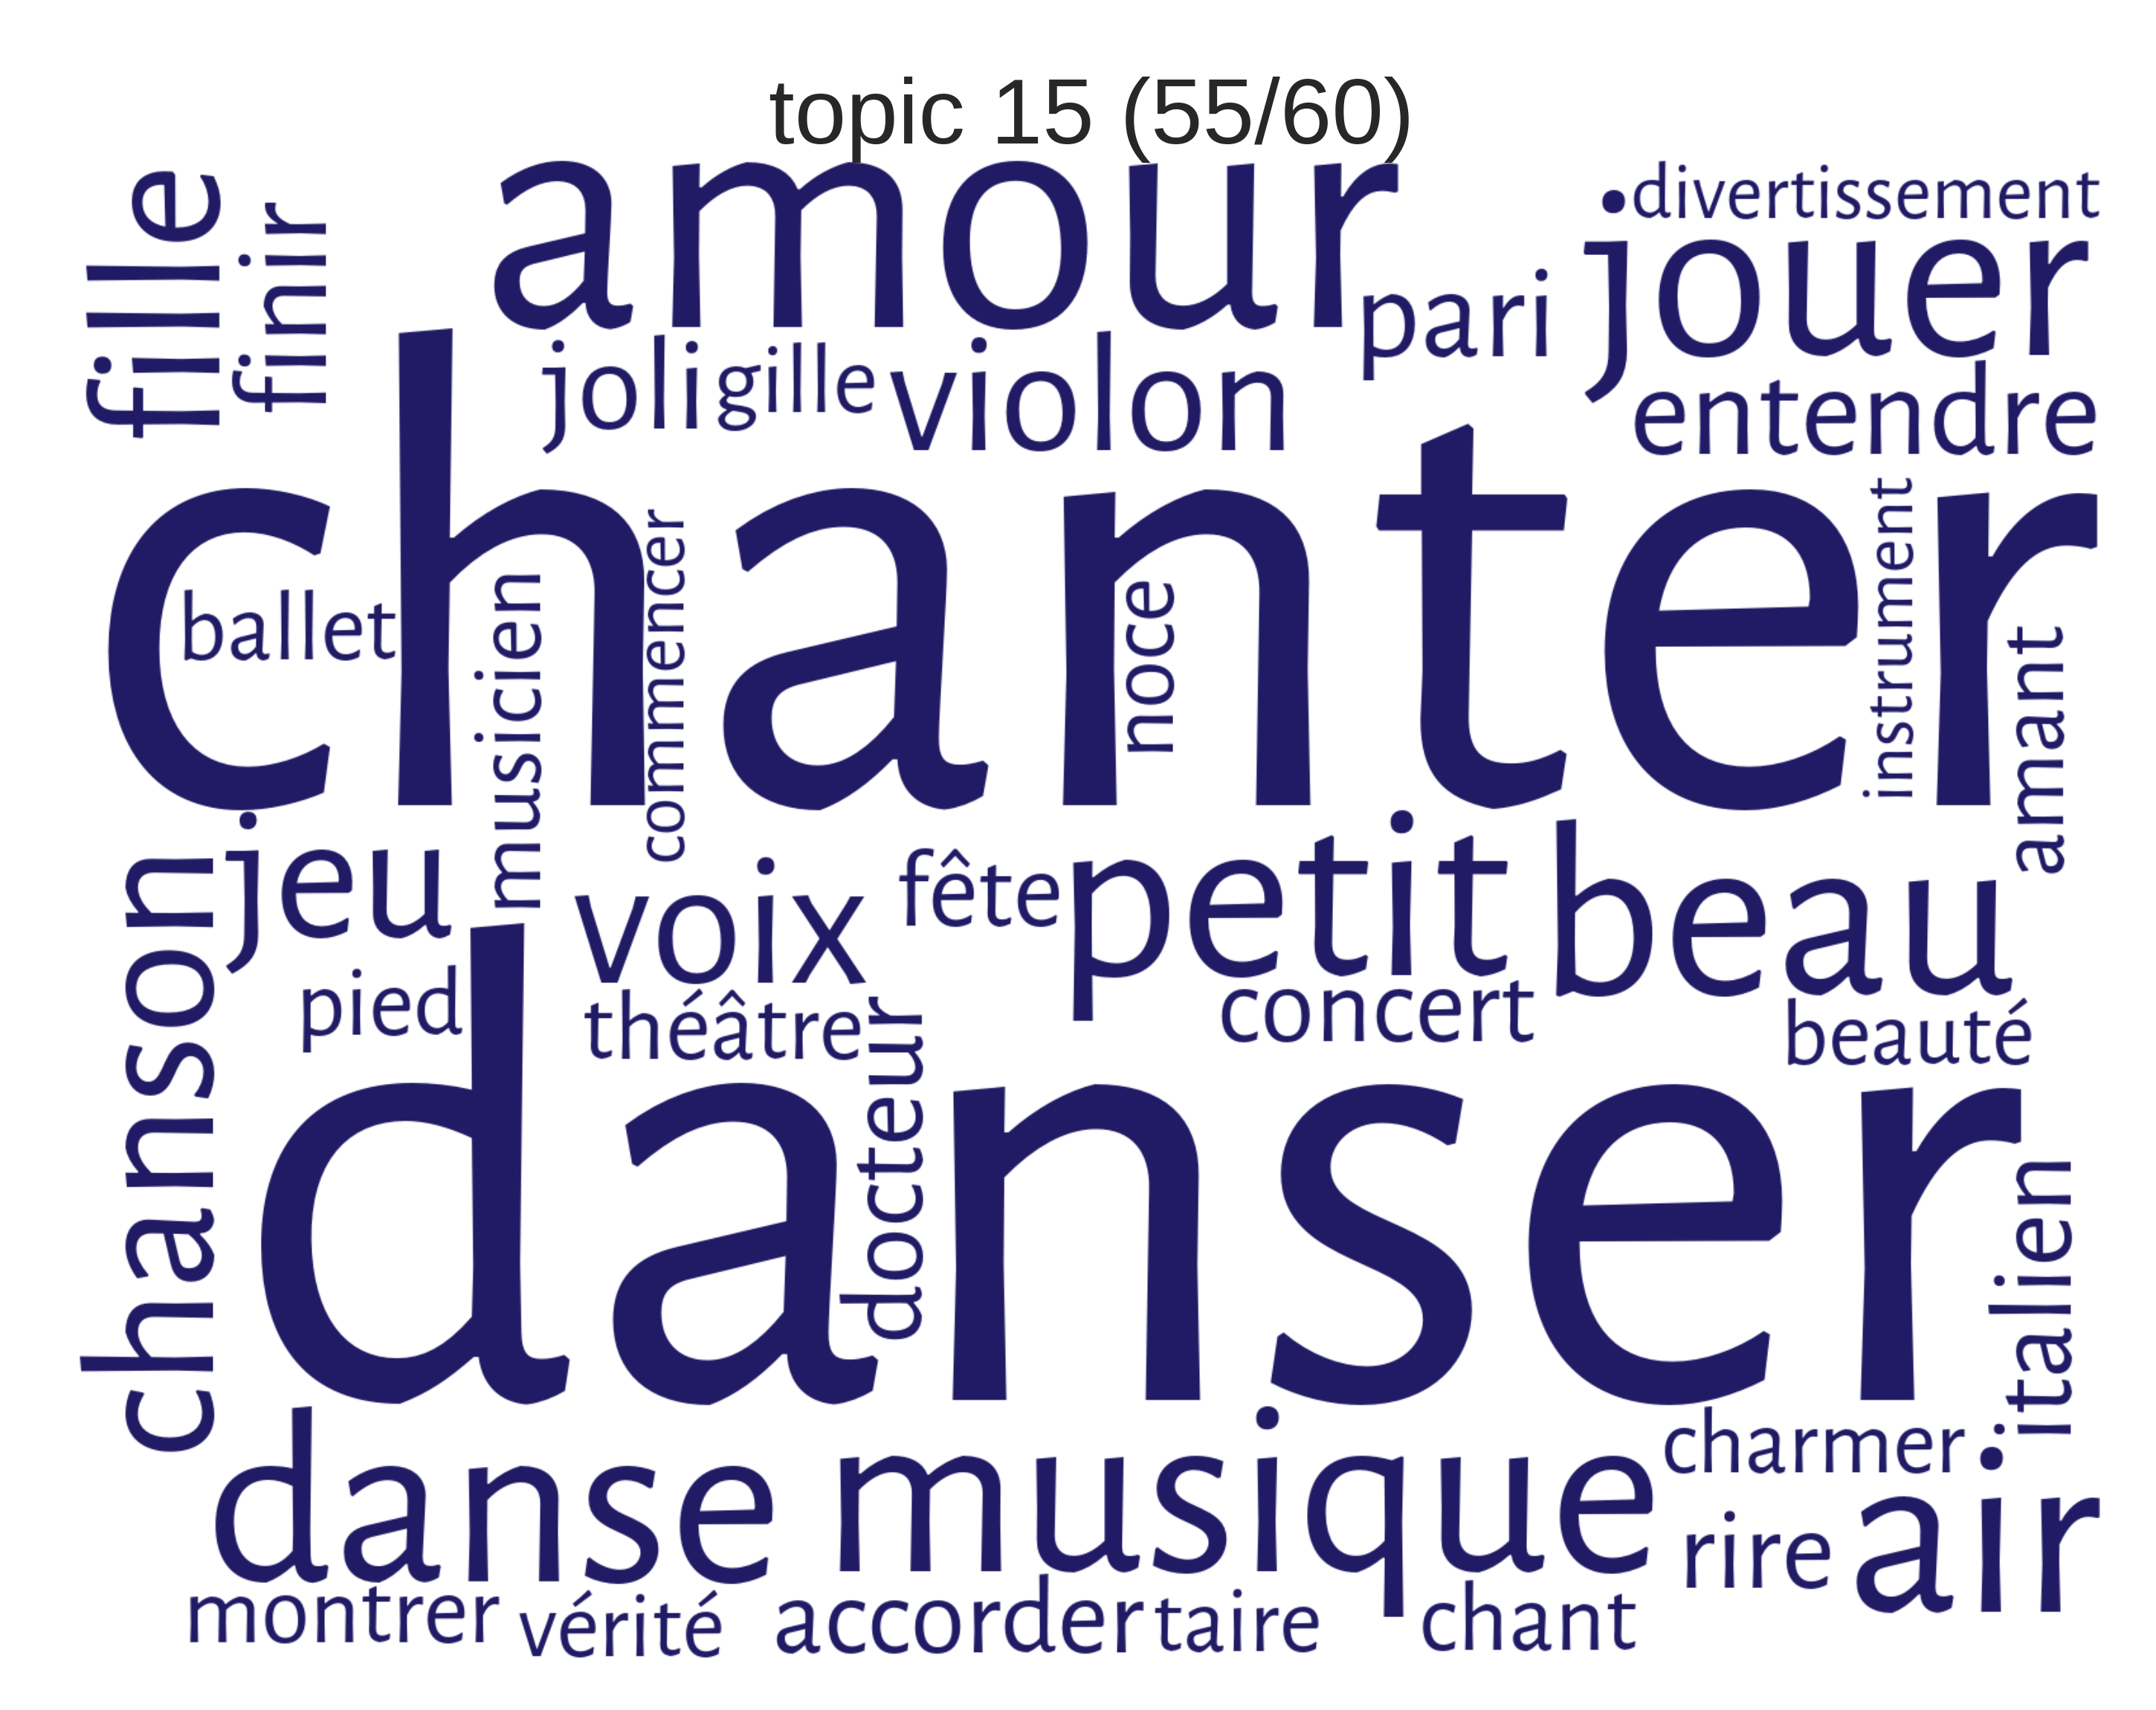 topic 15 (55/60)
amour
divertissement
fille
finir
jouer
pari
joli
gille
violon
entendre
chanter
ballet
musicien
commencer
noce
instrument
amant
jeu
voix
fête
petit
beau
chanson
pied
théâtre
concert
beauté
docteur
danser
italien
danse
musique
charmer
rire
air
montrer
vérité
accorder
taire
chant